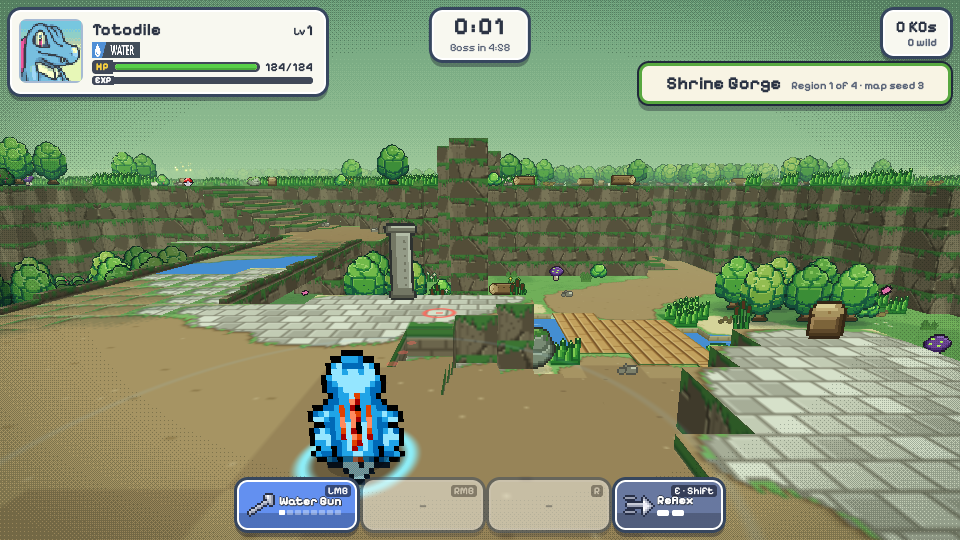 Totodile Lv1
WATER
HP 184/184
EXP
0:01
Boss in 4:58
0 KOs
0 wild
Shrine Gorge Region 1 of 4 · map seed 3
LMB
Water Gun
RMB
-
R
-
E · Shift
Reflex